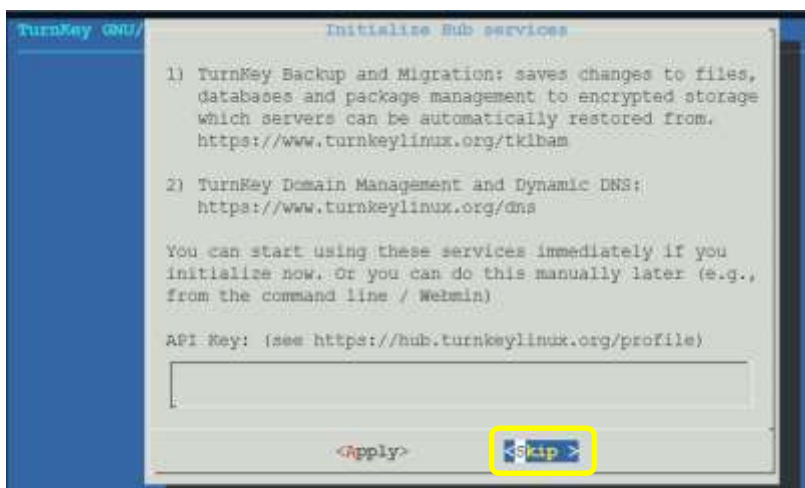 TurnKey GNU/
Initialize Hub services
1) TurnKey Backup and Migration: saves changes to files,
databases and package management to encrypted storage
which servers can be automatically restored from.
https://www.turnkeylinux.org/tklbam
2) TurnKey Domain Management and Dynamic DNS:
https://www.turnkeylinux.org/dns
You can start using these services immediately if you
initialize now. Or you can do this manually later (e.g.,
from the command line / Webmin)
API Key: (see https://hub.turnkeylinux.org/profile)
<Apply> <Skip >